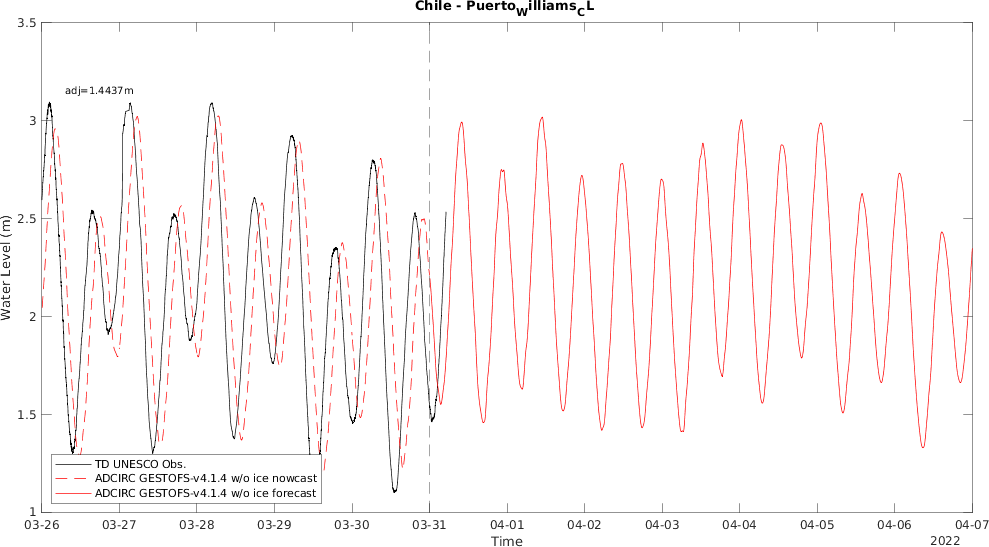 Chile - PuertoWilliamsCL
3.5
adj=1.4437m
3
2.5
2
1.5
1
Water Level (m)
TD UNESCO Obs.
ADCIRC GESTOFS-v4.1.4 w/o ice nowcast
ADCIRC GESTOFS-v4.1.4 w/o ice forecast
03-26 03-27 03-28 03-29 03-30 03-31 04-01 04-02 04-03 04-04 04-05 04-06 04-07
Time
2022